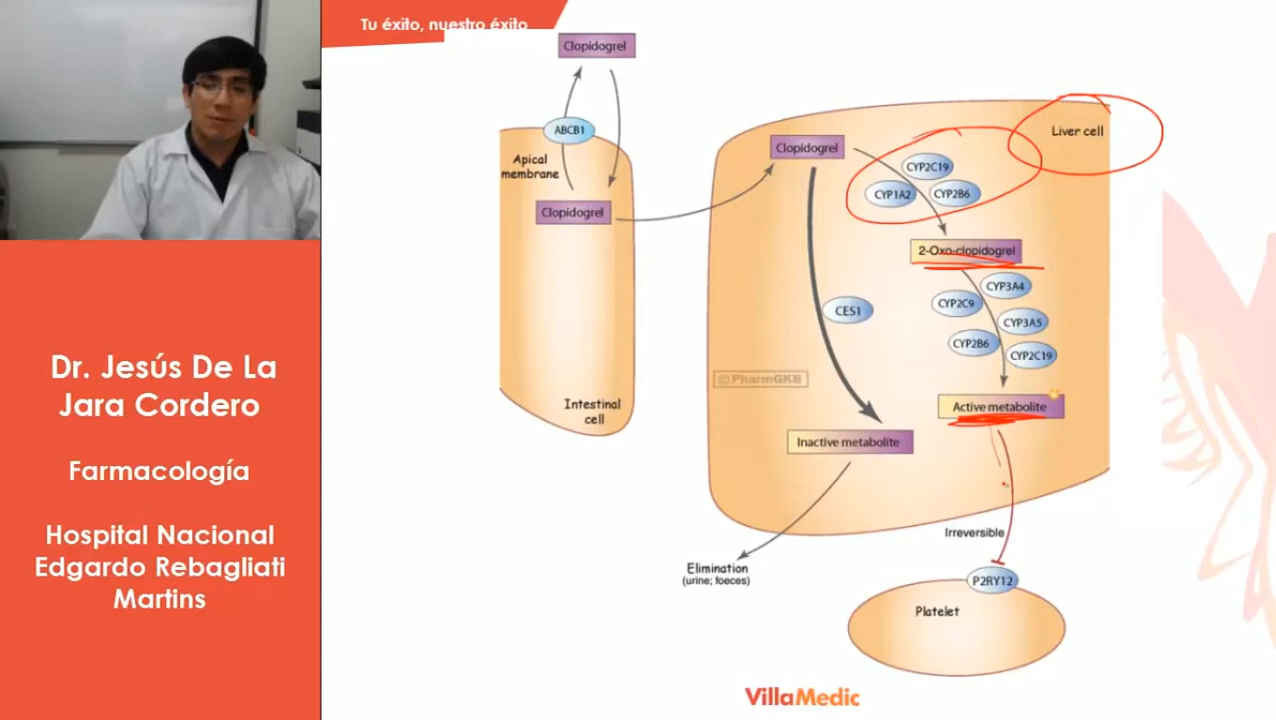 Tu éxito, nuestro éxito
Dr. Jesús De La
Jara Cordero
Farmacología
Hospital Nacional
Edgardo Rebagliati
Martins
Clopidogrel
ABCB1
Apical
membrane
Clopidogrel
Intestinal
cell
Liver cell
Clopidogrel
CYP2C19
CYP1A2
CYP2B6
2-Oxo-clopidogrel
CYP3A4
CYP2C9
CES1
CYP3A5
CYP2B6
CYP2C19
© PharmGKB
Active metabolite
Inactive metabolite
Irreversible
Elimination
(urine; foeces)
P2RY12
Platelet
VillaMedic